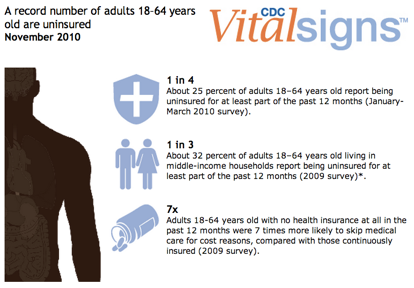 A record number of adults 18–64 years
old are uninsured
November 2010
CDC
Vitalsigns™
1 in 4
About 25 percent of adults 18–64 years old report being
uninsured for at least part of the past 12 months (January-
March 2010 survey).
1 in 3
About 32 percent of adults 18–64 years old living in
middle-income households report being uninsured for at
least part of the past 12 months (2009 survey)*.
7x
Adults 18-64 years old with no health insurance at all in the
past 12 months were 7 times more likely to skip medical
care for cost reasons, compared with those continuously
insured (2009 survey).